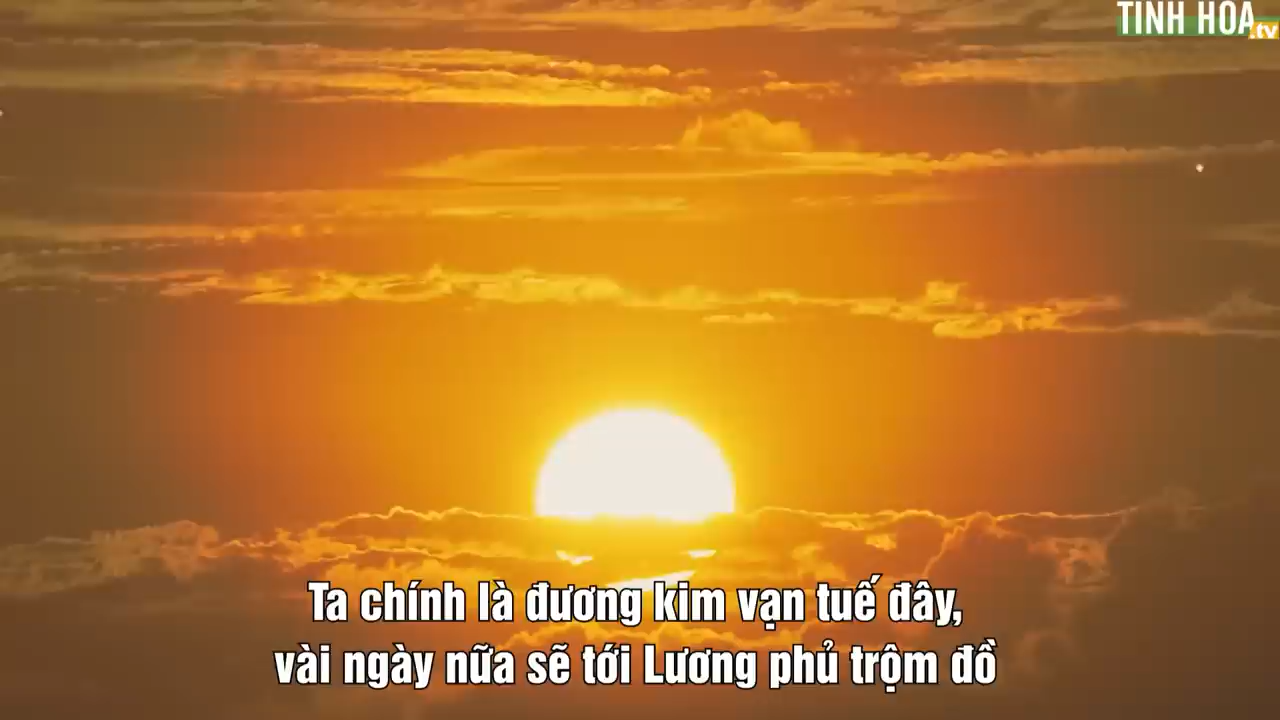 TINH HOA
.tv
Ta chính là đương kim vạn tuế đây,
vài ngày nữa sẽ tới Lương phủ trộm đồ